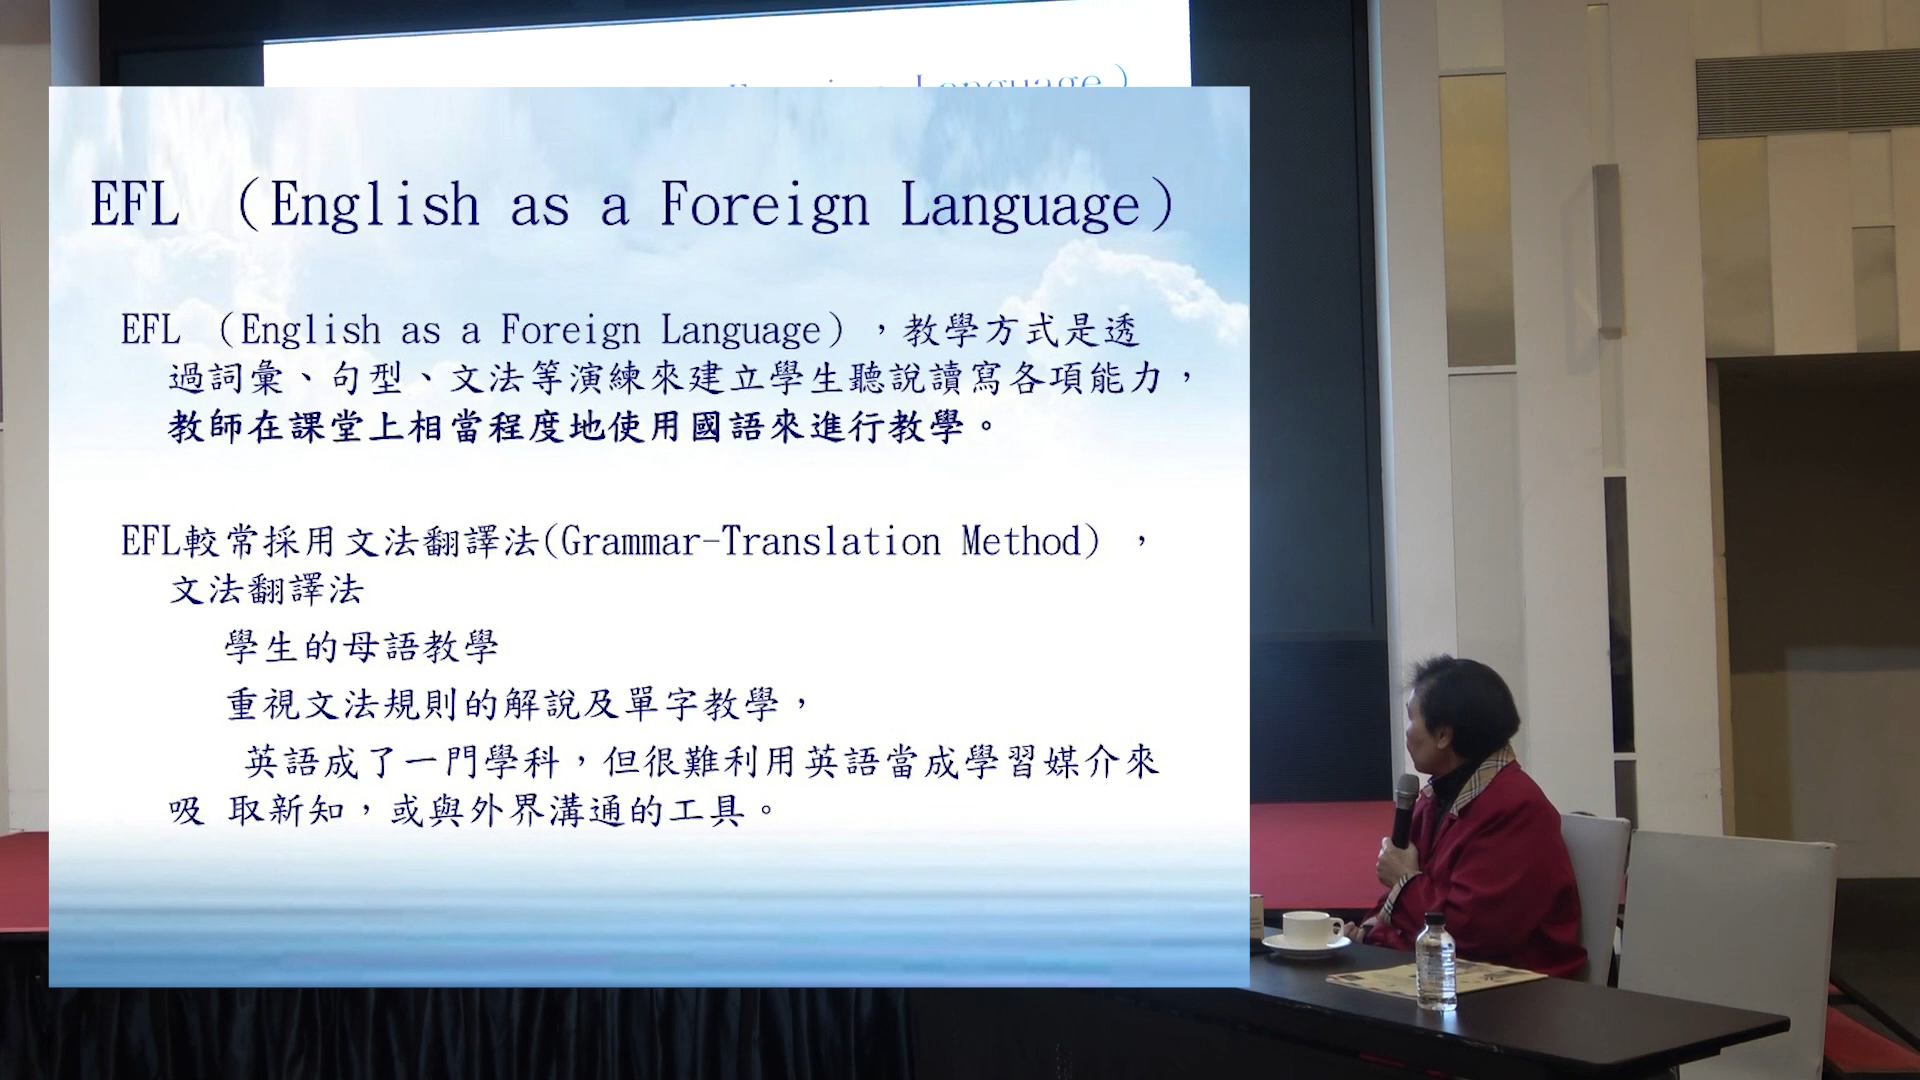 Foreign Language）
EFL （English as a Foreign Language）
EFL （English as a Foreign Language），教學方式是透
過詞彙、句型、文法等演練來建立學生聽說讀寫各項能力，
教師在課堂上相當程度地使用國語來進行教學。
EFL較常採用文法翻譯法(Grammar-Translation Method) ，
文法翻譯法
學生的母語教學
重視文法規則的解說及單字教學，
英語成了一門學科，但很難利用英語當成學習媒介來
吸 取新知，或與外界溝通的工具。